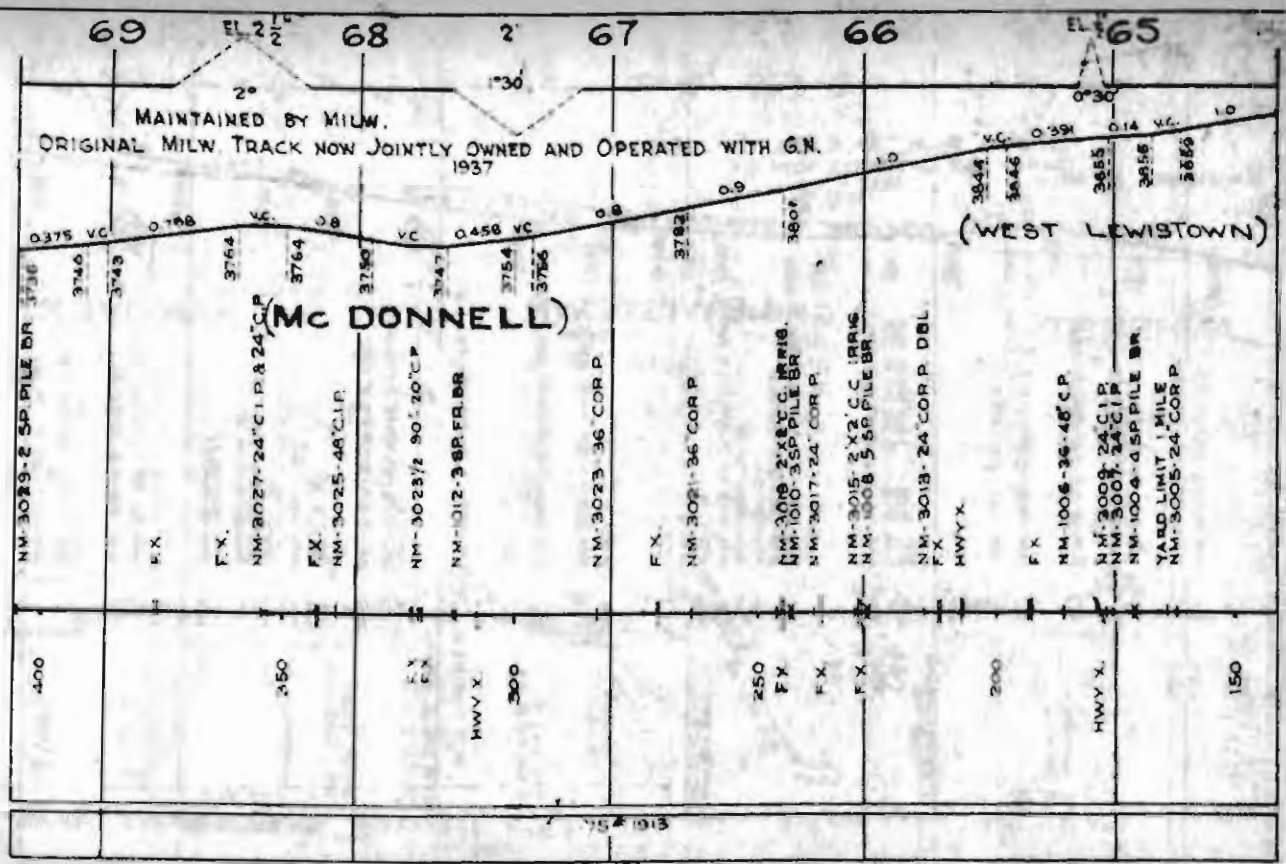 69 EL. 2 1/2" 68 2' 67 66 EL. 65
2° 1°30' 0°30'
MAINTAINED BY MILW.
ORIGINAL MILW. TRACK NOW JOINTLY OWNED AND OPERATED WITH G.N.
1937
0.375 V.C. 0.788 V.C. 0.8 V.C. 0.456 V.C. 0.8 0.9 1.0 V.C. 0.391 0.14 V.C. 1.0
3736 3740 3743 3764 3764 3750 3747 3754 3756 3782 3807 3844 3846 3855 3856 3859
(WEST LEWISTOWN)
(MC DONNELL)
NM-3029-2 SP. PILE BR.
F.X.
F.X.
NM-3027-24" C.I.P. & 24" C.P.
F.X.
NM-3025-48" C.I.P.
NM-3023 1/2 90'-20" C.P.
NM-1012-3 SP. FR. BR.
NM-3023-36" COR. P.
F.X.
NM-3021-36" COR. P.
NM-3018-2'X2' C.C. IRRIG.
NM-1010-3 SP PILE BR.
NM-3017-24" COR. P.
NM-3015-2'X2' C.C. IRRIG.
NM-1008-5 SP. PILE BR.
NM-3013-24" COR. P. DBL.
F.X.
HWY X.
F.X.
NM-1006-36-48" C.P.
NM-3009-24" C.I.P.
NM-3007-24" C.I.P.
NM-1004-4 SP. PILE BR.
YARD LIMIT 1 MILE
NM-3005-24" COR. P.
400 350 F.X. F.X. HWY X. 300 250 F.X. F.X. F.X. 200 HWY X. 150
75# 1913